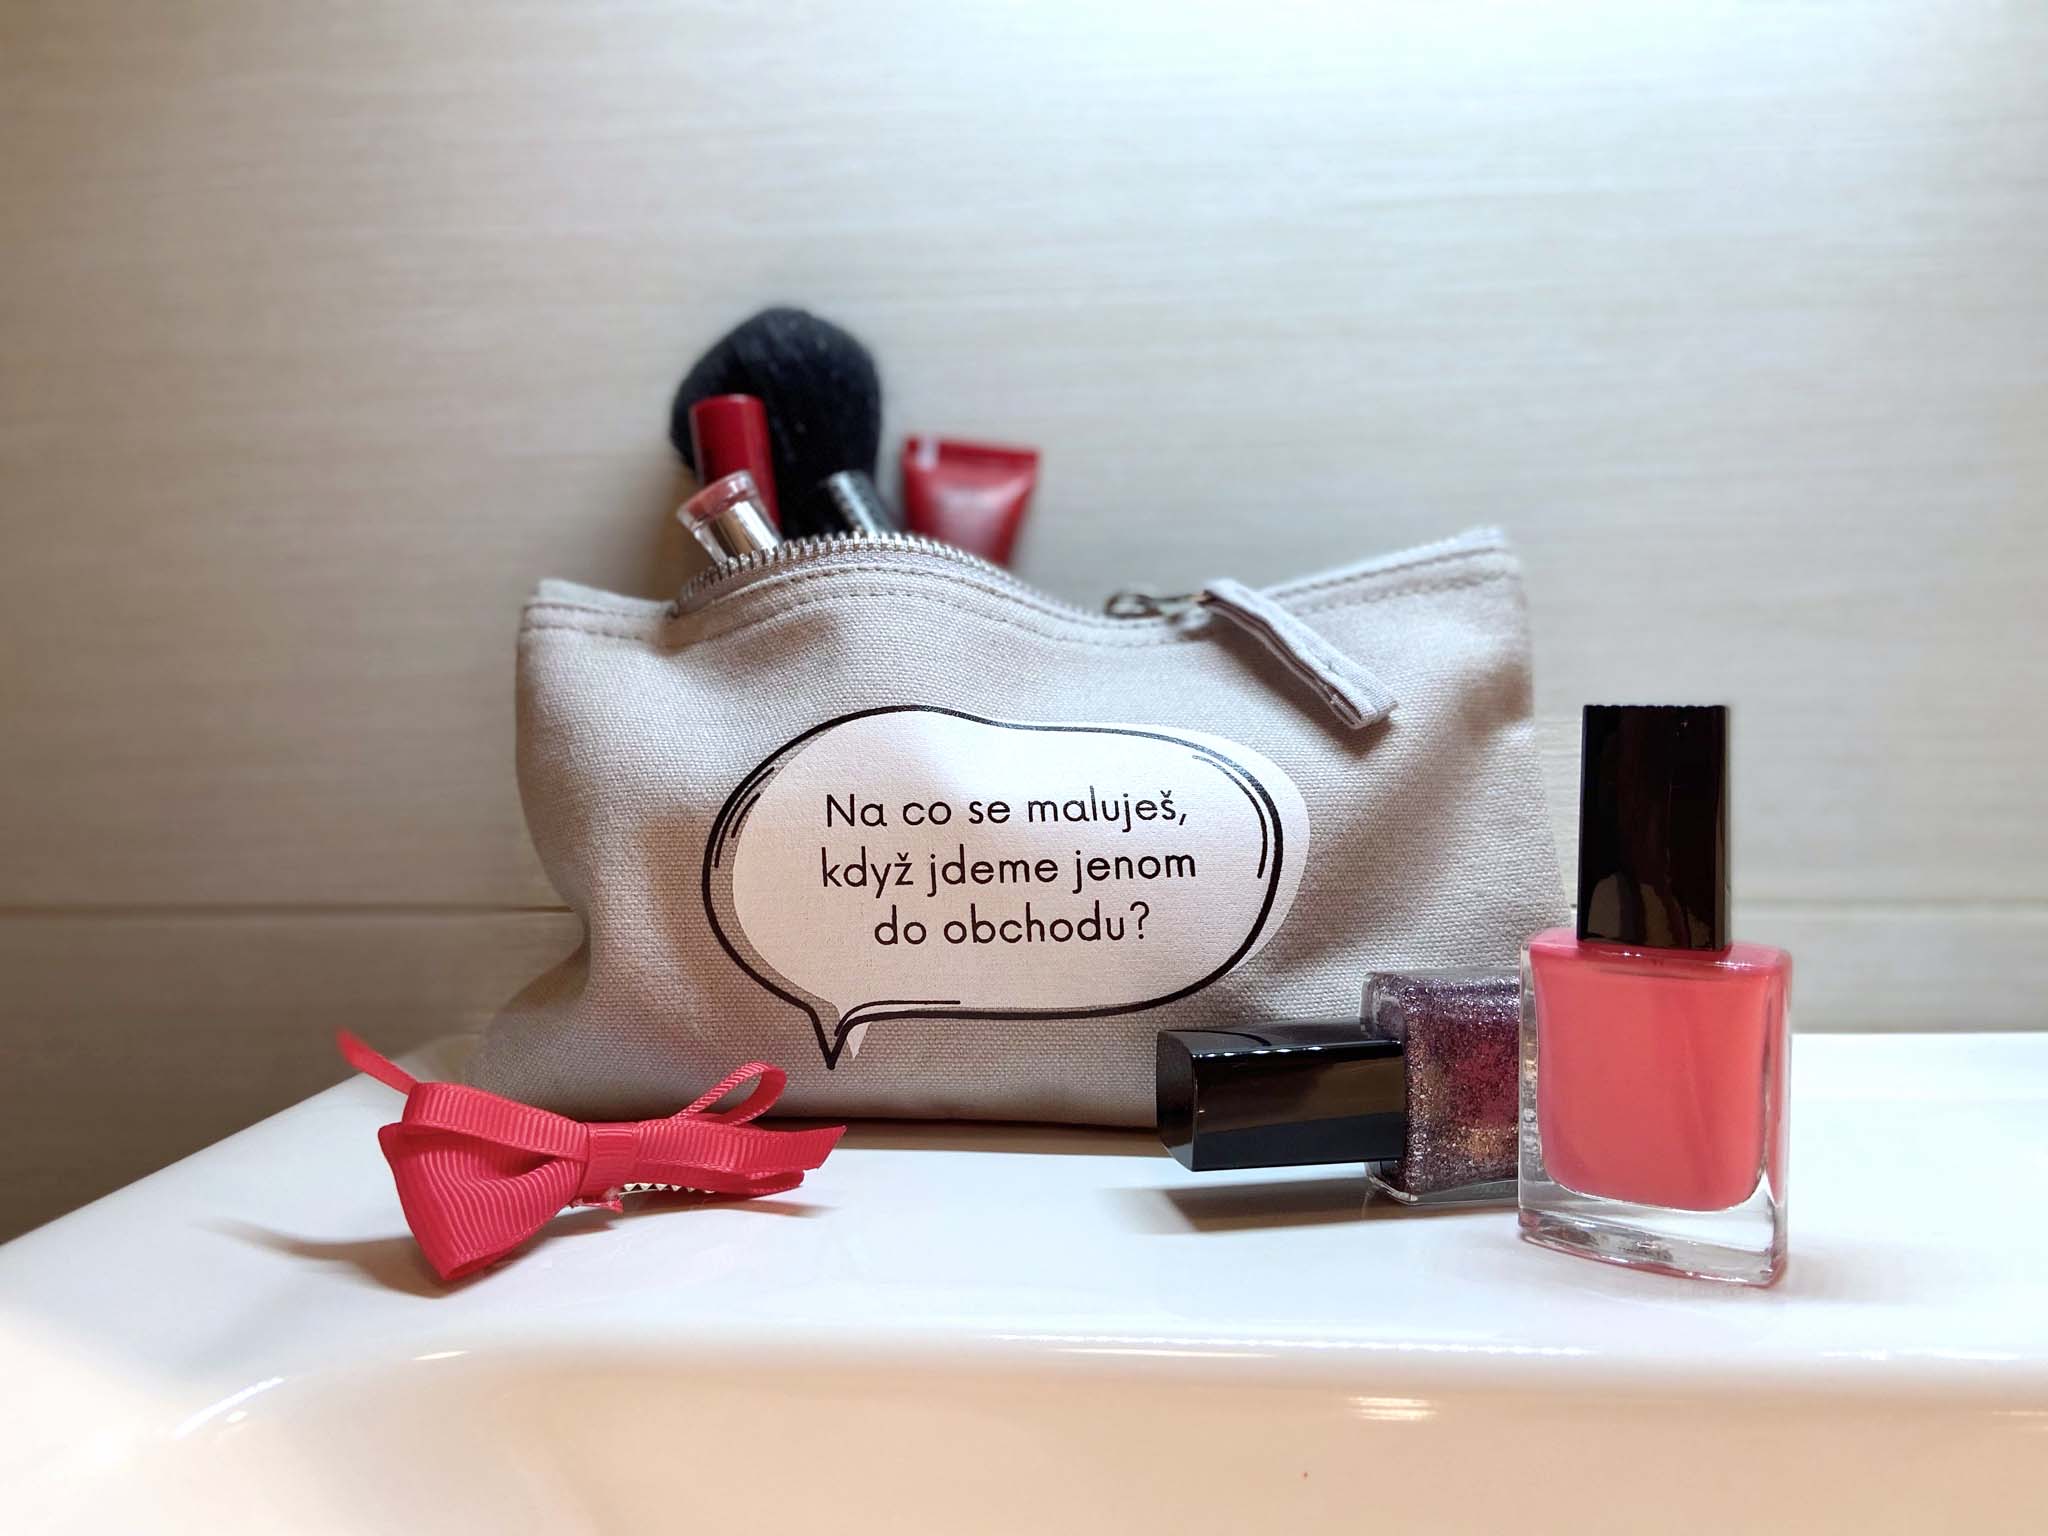 Na co se maluješ,
když jdeme jenom
do obchodu?